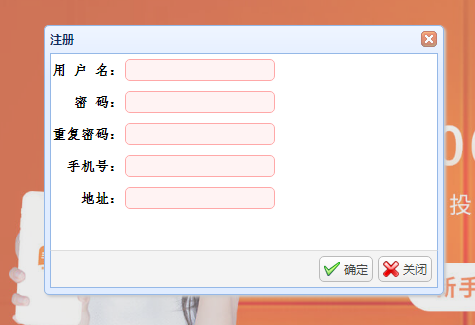 注册
用 户 名：
密 码：
重复密码：
手机号：
地址：
确定 关闭
投
新手